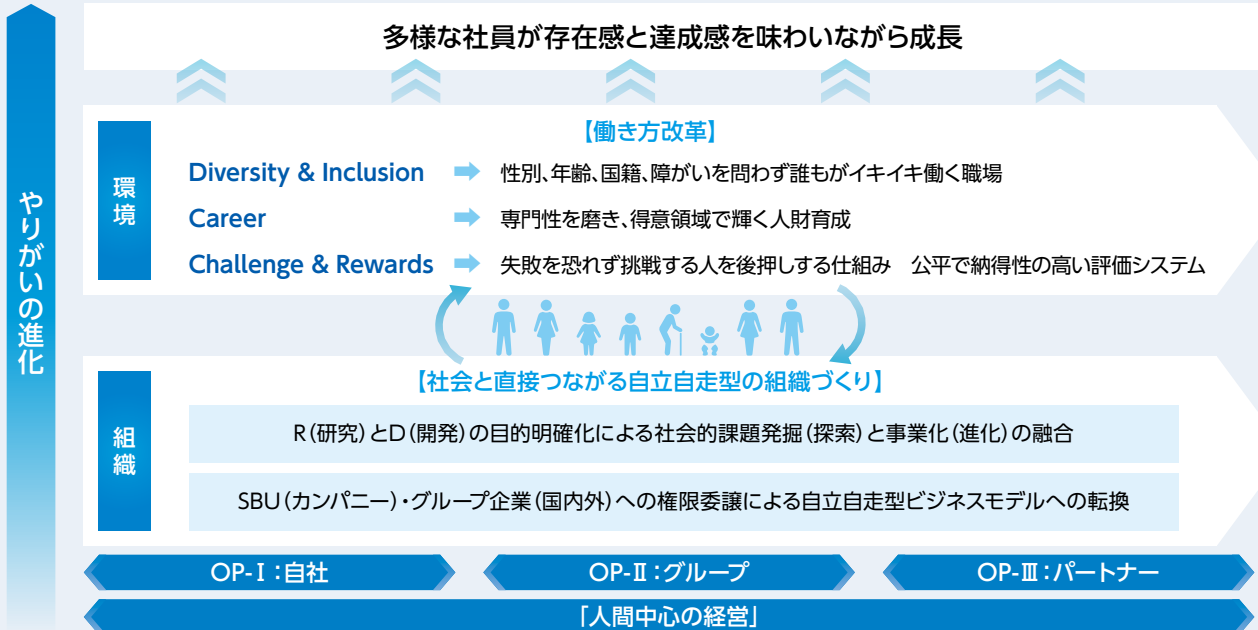 多様な社員が存在感と達成感を味わいながら成長
やりがいの進化
環境
【働き方改革】
Diversity & Inclusion 性別、年齢、国籍、障がいを問わず誰もがイキイキ働く職場
Career 専門性を磨き、得意領域で輝く人財育成
Challenge & Rewards 失敗を恐れず挑戦する人を後押しする仕組み　公平で納得性の高い評価システム
組織
【社会と直接つながる自立自走型の組織づくり】
R(研究)とD(開発)の目的明確化による社会的課題発掘(探索)と事業化(進化)の融合
SBU(カンパニー)・グループ企業(国内外)への権限委譲による自立自走型ビジネスモデルへの転換
OP-Ⅰ:自社 OP-Ⅱ:グループ OP-Ⅲ:パートナー
「人間中心の経営」